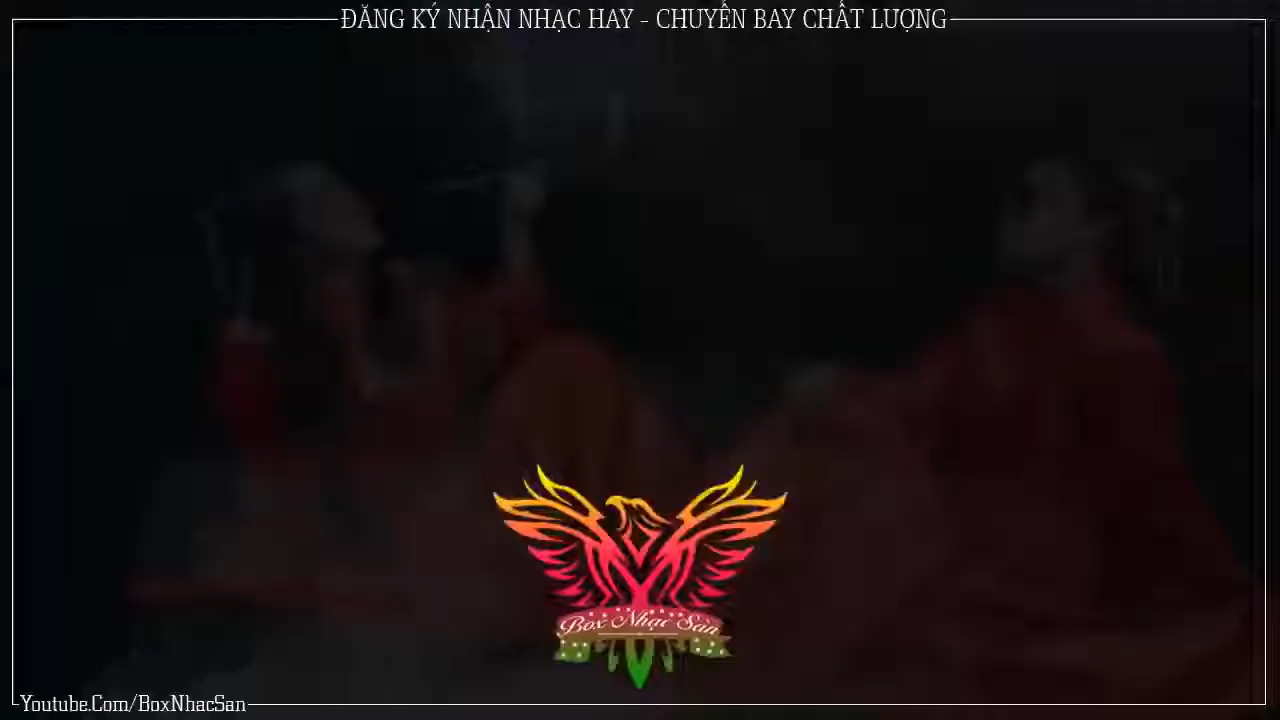 ĐĂNG KÝ NHẬN NHẠC HAY - CHUYẾN BAY CHẤT LƯỢNG
Box Nhạc Sàn
Youtube.Com/BoxNhacSan